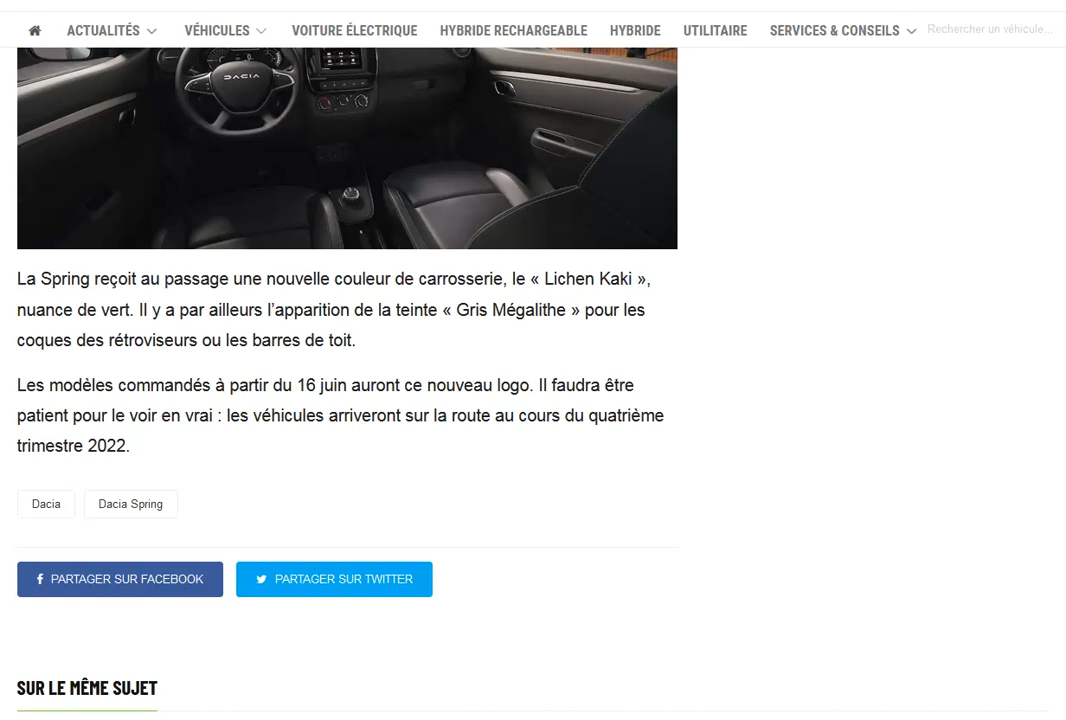 ACTUALITÉS VÉHICULES VOITURE ÉLECTRIQUE HYBRIDE RECHARGEABLE HYBRIDE UTILITAIRE SERVICES & CONSEILS Rechercher un véhicule...
DACIA
La Spring reçoit au passage une nouvelle couleur de carrosserie, le « Lichen Kaki »,
nuance de vert. Il y a par ailleurs l’apparition de la teinte « Gris Mégalithe » pour les
coques des rétroviseurs ou les barres de toit.
Les modèles commandés à partir du 16 juin auront ce nouveau logo. Il faudra être
patient pour le voir en vrai : les véhicules arriveront sur la route au cours du quatrième
trimestre 2022.
Dacia Dacia Spring
PARTAGER SUR FACEBOOK PARTAGER SUR TWITTER
SUR LE MÊME SUJET